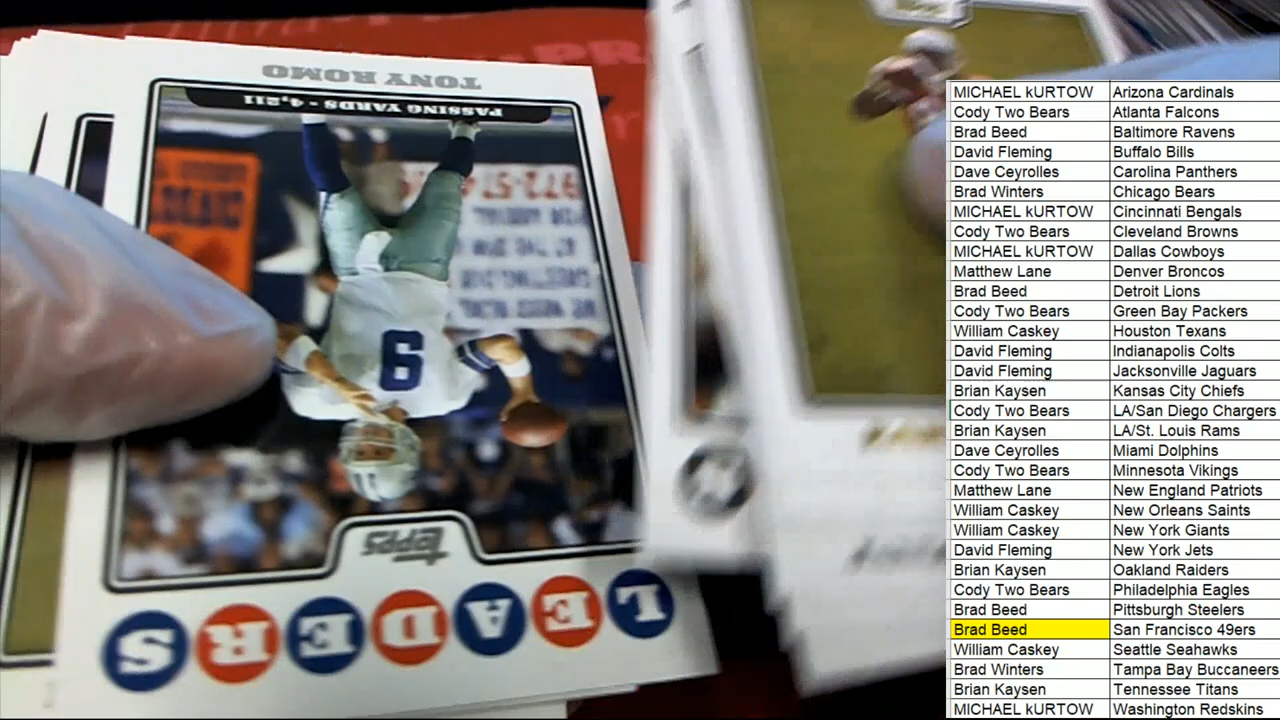 TONY ROMO
PASSING YARDS - 4,211
9
Topps
LEADERS
MICHAEL kURTOW Arizona Cardinals
Cody Two Bears Atlanta Falcons
Brad Beed Baltimore Ravens
David Fleming Buffalo Bills
Dave Ceyrolles Carolina Panthers
Brad Winters Chicago Bears
MICHAEL kURTOW Cincinnati Bengals
Cody Two Bears Cleveland Browns
MICHAEL kURTOW Dallas Cowboys
Matthew Lane Denver Broncos
Brad Beed Detroit Lions
Cody Two Bears Green Bay Packers
William Caskey Houston Texans
David Fleming Indianapolis Colts
David Fleming Jacksonville Jaguars
Brian Kaysen Kansas City Chiefs
Cody Two Bears LA/San Diego Chargers
Brian Kaysen LA/St. Louis Rams
Dave Ceyrolles Miami Dolphins
Cody Two Bears Minnesota Vikings
Matthew Lane New England Patriots
William Caskey New Orleans Saints
William Caskey New York Giants
David Fleming New York Jets
Brian Kaysen Oakland Raiders
Cody Two Bears Philadelphia Eagles
Brad Beed Pittsburgh Steelers
Brad Beed San Francisco 49ers
William Caskey Seattle Seahawks
Brad Winters Tampa Bay Buccaneers
Brian Kaysen Tennessee Titans
MICHAEL kURTOW Washington Redskins